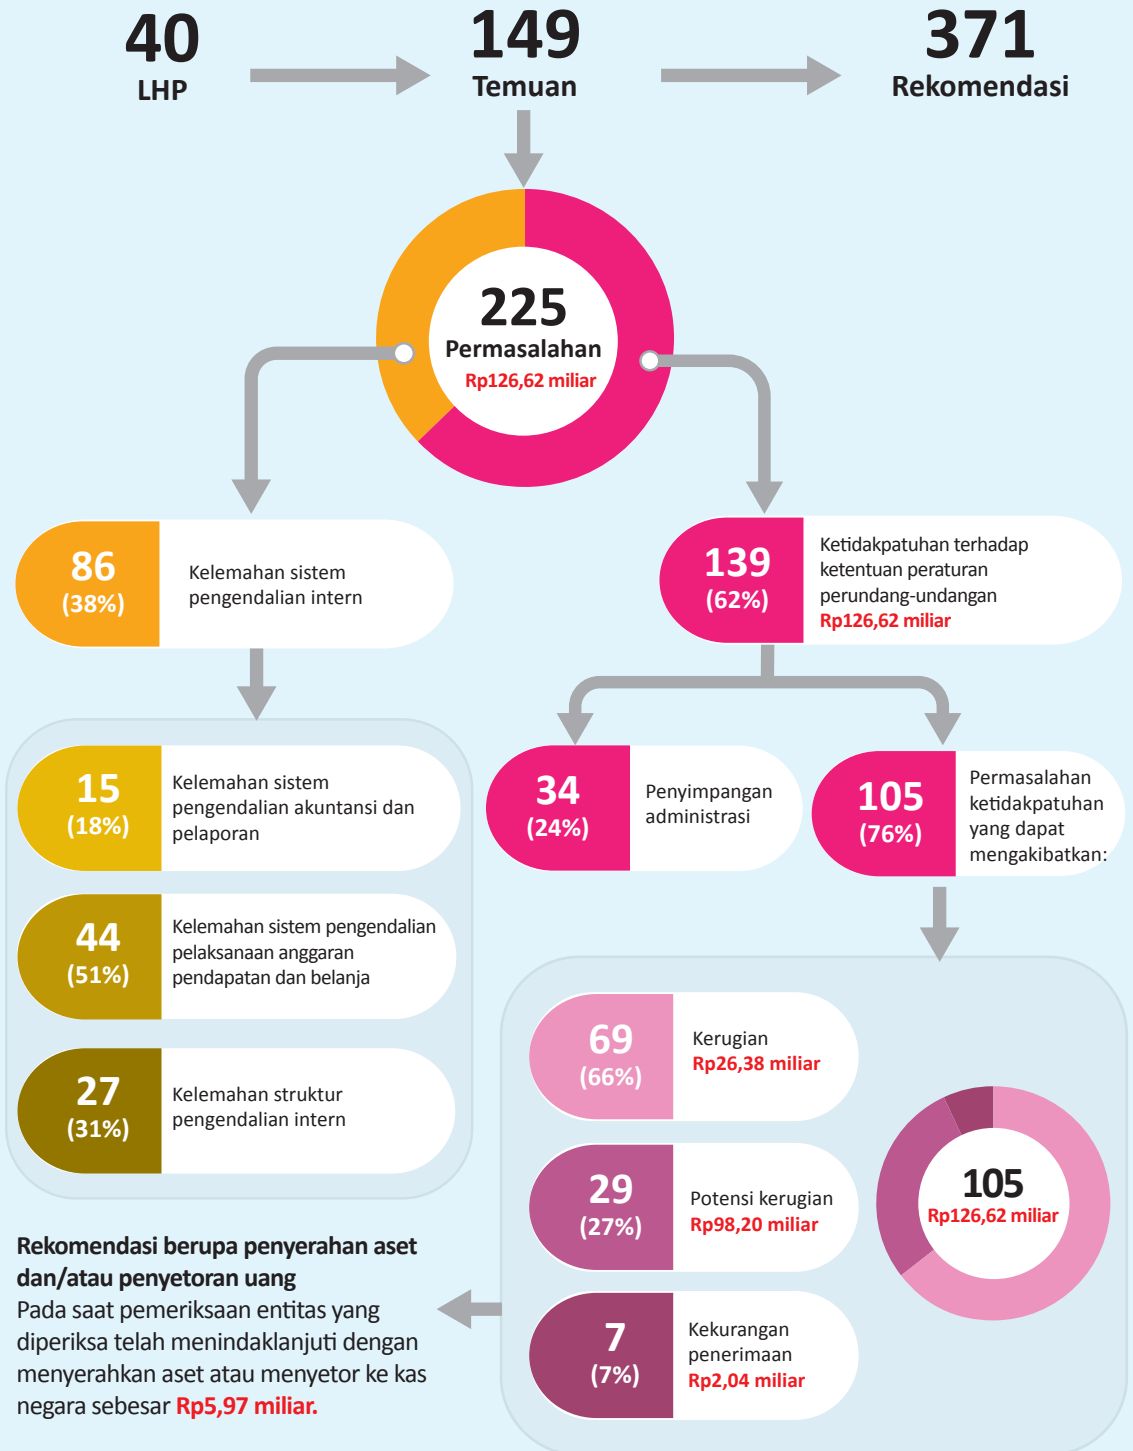 40
LHP
149
Temuan
371
Rekomendasi
225
Permasalahan
Rp126,62 miliar
86
(38%)
Kelemahan sistem
pengendalian intern
139
(62%)
Ketidakpatuhan terhadap
ketentuan peraturan
perundang-undangan
Rp126,62 miliar
15
(18%)
Kelemahan sistem
pengendalian akuntansi dan
pelaporan
44
(51%)
Kelemahan sistem pengendalian
pelaksanaan anggaran
pendapatan dan belanja
27
(31%)
Kelemahan struktur
pengendalian intern
34
(24%)
Penyimpangan
administrasi
105
(76%)
Permasalahan
ketidakpatuhan
yang dapat
mengakibatkan:
69
(66%)
Kerugian
Rp26,38 miliar
29
(27%)
Potensi kerugian
Rp98,20 miliar
7
(7%)
Kekurangan
penerimaan
Rp2,04 miliar
105
Rp126,62 miliar
Rekomendasi berupa penyerahan aset
dan/atau penyetoran uang
Pada saat pemeriksaan entitas yang
diperiksa telah menindaklanjuti dengan
menyerahkan aset atau menyetor ke kas
negara sebesar Rp5,97 miliar.